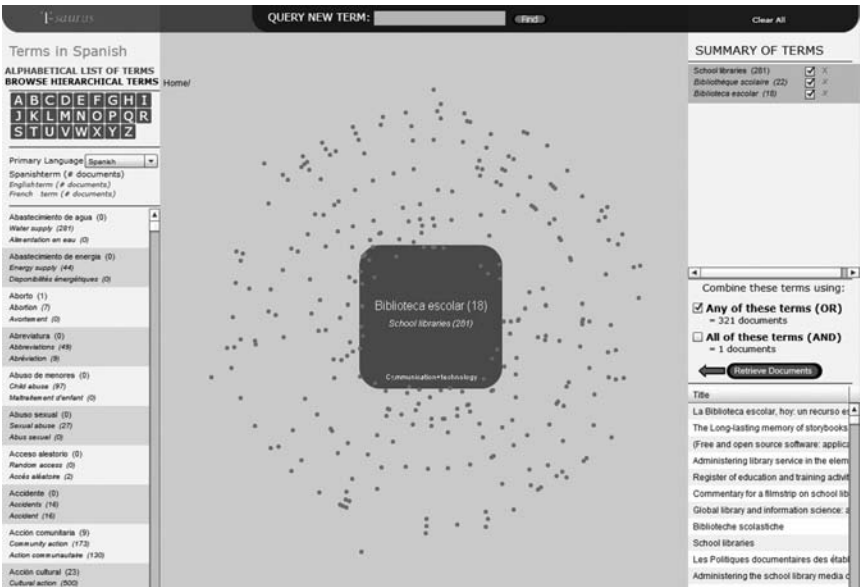 T-saurus
QUERY NEW TERM:
Find
Clear All
Terms in Spanish
ALPHABETICAL LIST OF TERMS
BROWSE HIERARCHICAL TERMS
A B C D E F G H I
J K L M N O P Q R
S T U V W X Y Z
Primary Language Spanish
Spanishterm (# documents)
Englishterm (# documents)
French term (# documents)
Abastecimiento de agua (0)
Water supply (281)
Alimentation en eau (0)
Abastecimiento de energia (0)
Energy supply (44)
Disponibilités énergétiques (0)
Aborto (1)
Abortion (7)
Avortement (0)
Abreviatura (0)
Abbreviations (49)
Abréviation (9)
Abuso de menores (0)
Child abuse (97)
Maltraitement d'enfant (0)
Abuso sexual (0)
Sexual abuse (27)
Abus sexuel (0)
Acceso aleatorio (0)
Random access (0)
Accès aléatoire (2)
Accidente (0)
Accidents (16)
Accident (16)
Acción comunitaria (9)
Community action (173)
Action communautaire (130)
Acción cultural (23)
Cultural action (500)
Home/
Biblioteca escolar (18)
School libraries (281)
Communication+technology
SUMMARY OF TERMS
School libraries (281) X
Bibliothèque scolaire (22) X
Biblioteca escolar (18) X
Combine these terms using:
Any of these terms (OR)
= 321 documents
All of these terms (AND)
= 1 documents
Retrieve Documents
Title
La Biblioteca escolar, hoy: un recurso es
The Long-lasting memory of storybooks
(Free and open source software: applica
Administering library service in the elem
Register of education and training activit
Commentary for a filmstrip on school lib
Global library and information science: a
Biblioteche scolastiche
School libraries
Les Politiques documentaires des établ
Administering the school library media c